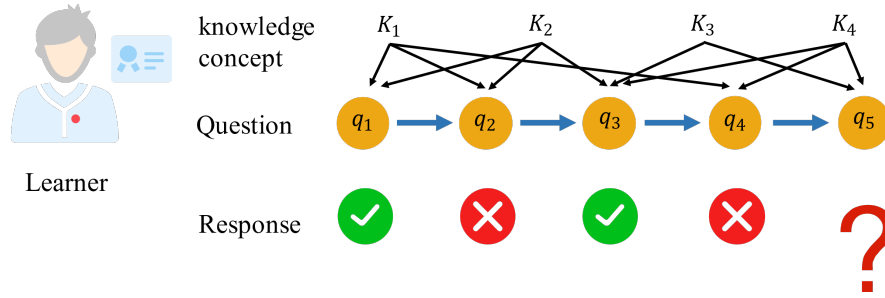 knowledge concept
K1 K2 K3 K4
Question
q1 q2 q3 q4 q5
Learner
Response
?